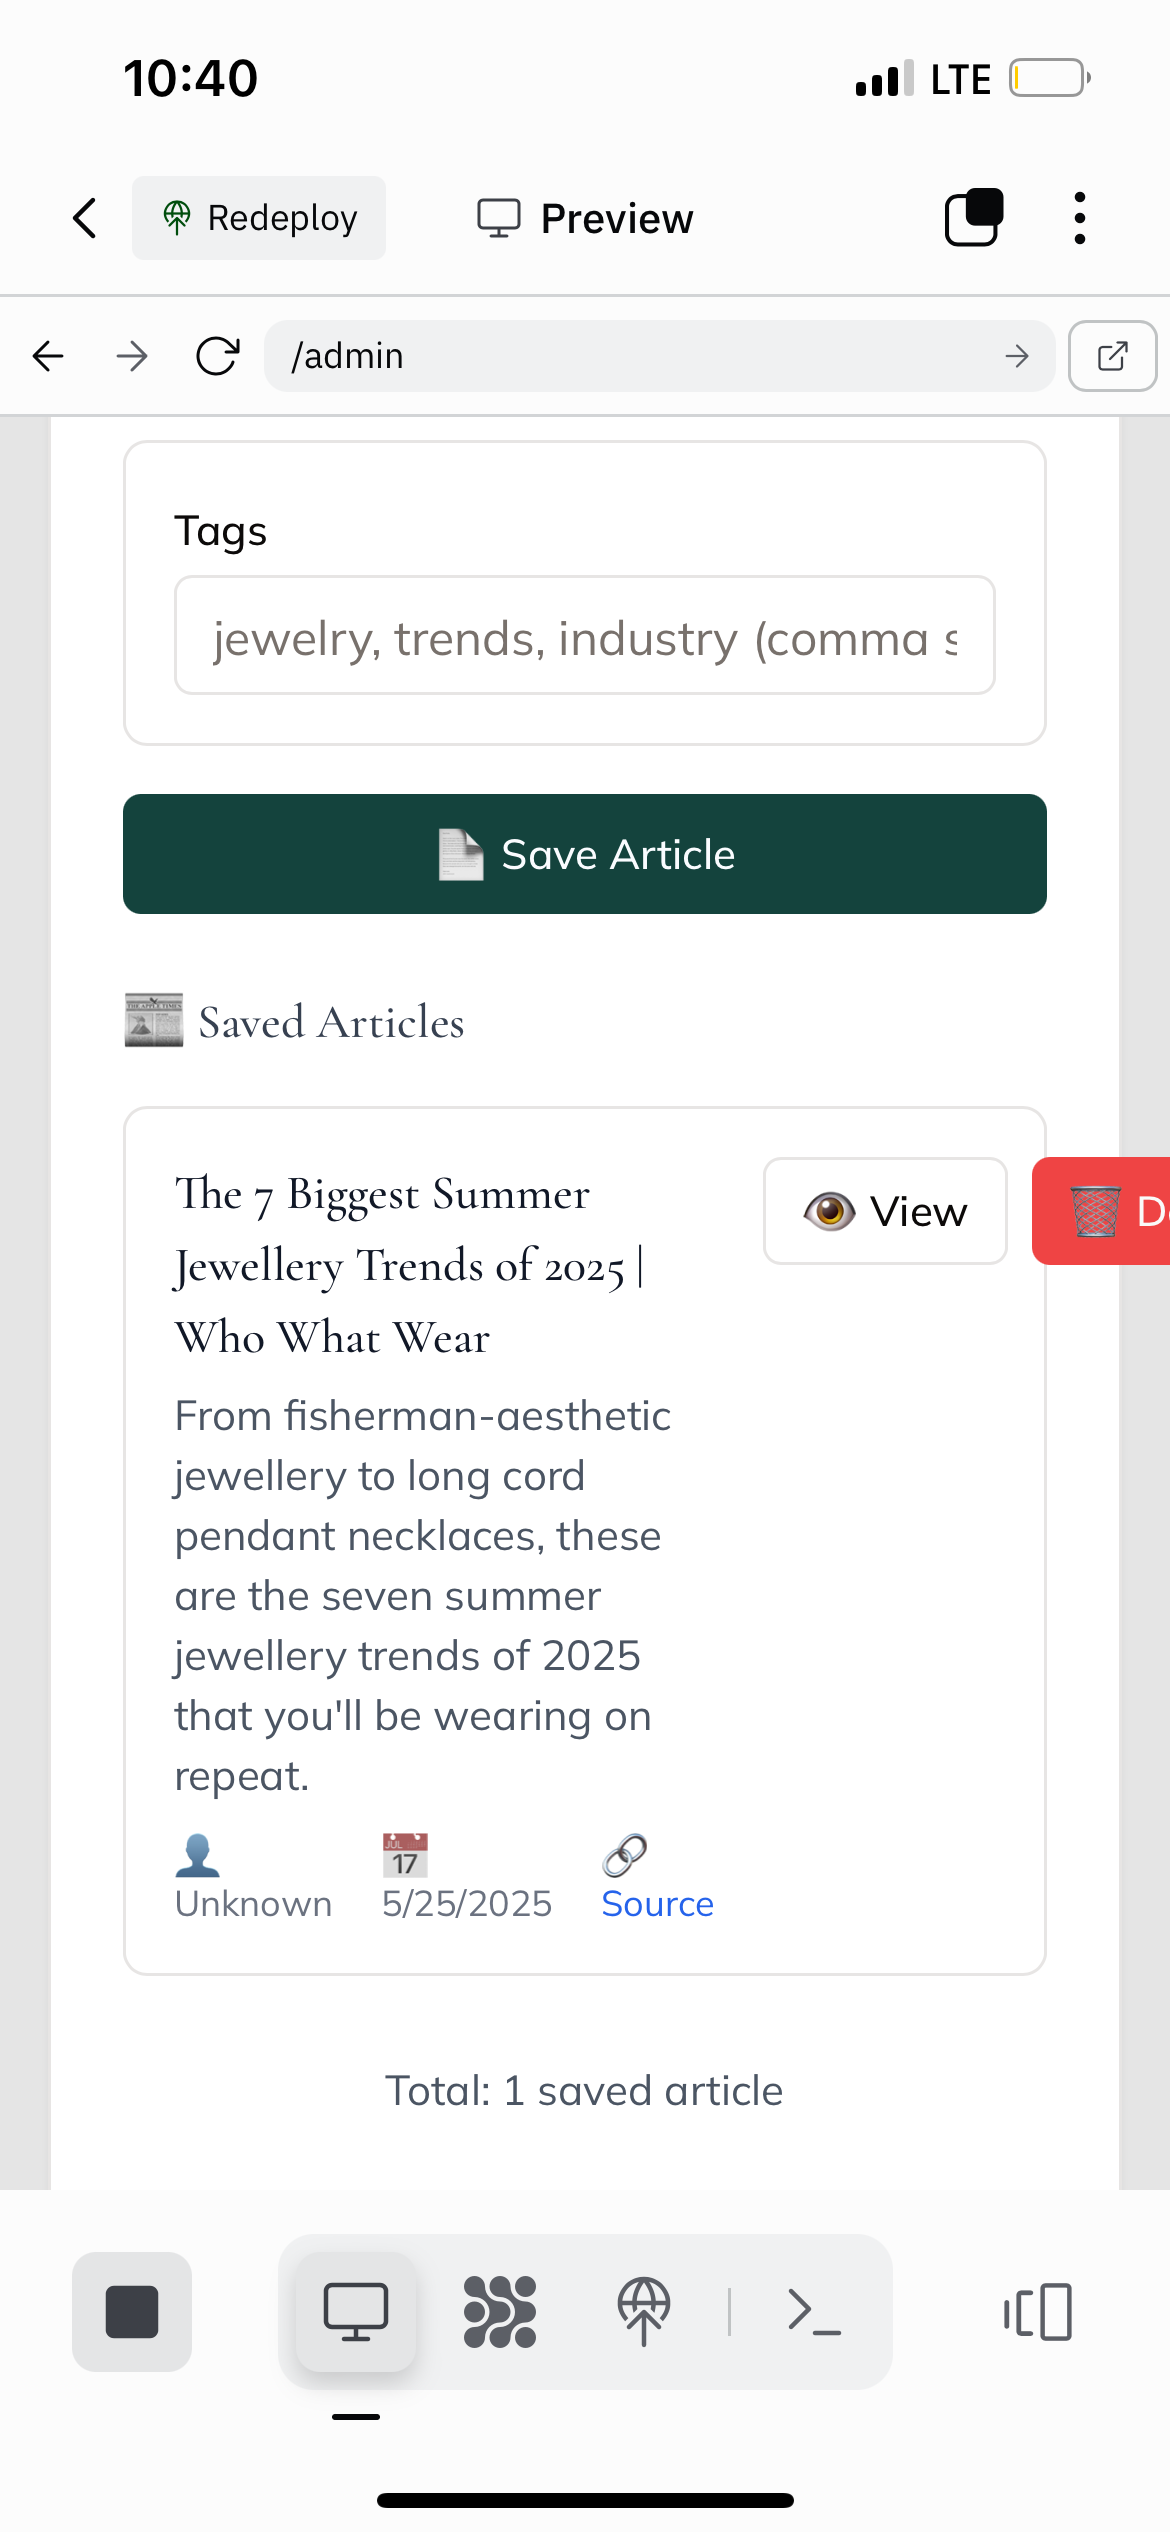 10:40
LTE
Redeploy
Preview
/admin
Tags
jewelry, trends, industry (comma s
Save Article
Saved Articles
The 7 Biggest Summer
Jewellery Trends of 2025 |
Who What Wear
View
From fisherman-aesthetic
jewellery to long cord
pendant necklaces, these
are the seven summer
jewellery trends of 2025
that you'll be wearing on
repeat.
Unknown
5/25/2025
Source
Total: 1 saved article